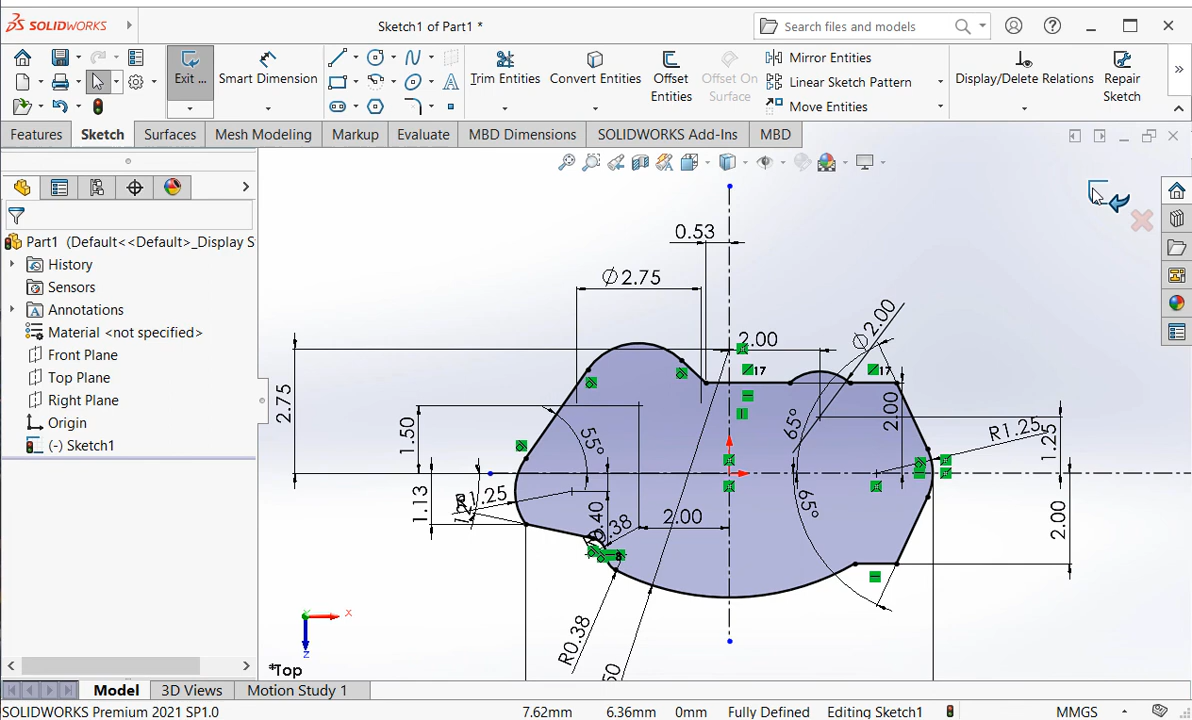 SOLIDWORKS
Sketch1 of Part1 *
Search files and models
Exit ...
Smart Dimension
Trim Entities
Convert Entities
Offset Entities
Offset On Surface
Mirror Entities
Linear Sketch Pattern
Move Entities
Display/Delete Relations
Repair Sketch
Features
Sketch
Surfaces
Mesh Modeling
Markup
Evaluate
MBD Dimensions
SOLIDWORKS Add-Ins
MBD
Part1 (Default<<Default>_Display S
History
Sensors
Annotations
Material <not specified>
Front Plane
Top Plane
Right Plane
Origin
(-) Sketch1
0.53
∅2.75
2.00
∅2.00
17
17
2.75
1.50
55°
65°
2.00
R1.25
1.25
1.13
R1.25
.40
.38
2.00
65°
2.00
8
R0.38
50
X
Y
Z
*Top
Model
3D Views
Motion Study 1
SOLIDWORKS Premium 2021 SP1.0
7.62mm
6.36mm
0mm
Fully Defined
Editing Sketch1
MMGS